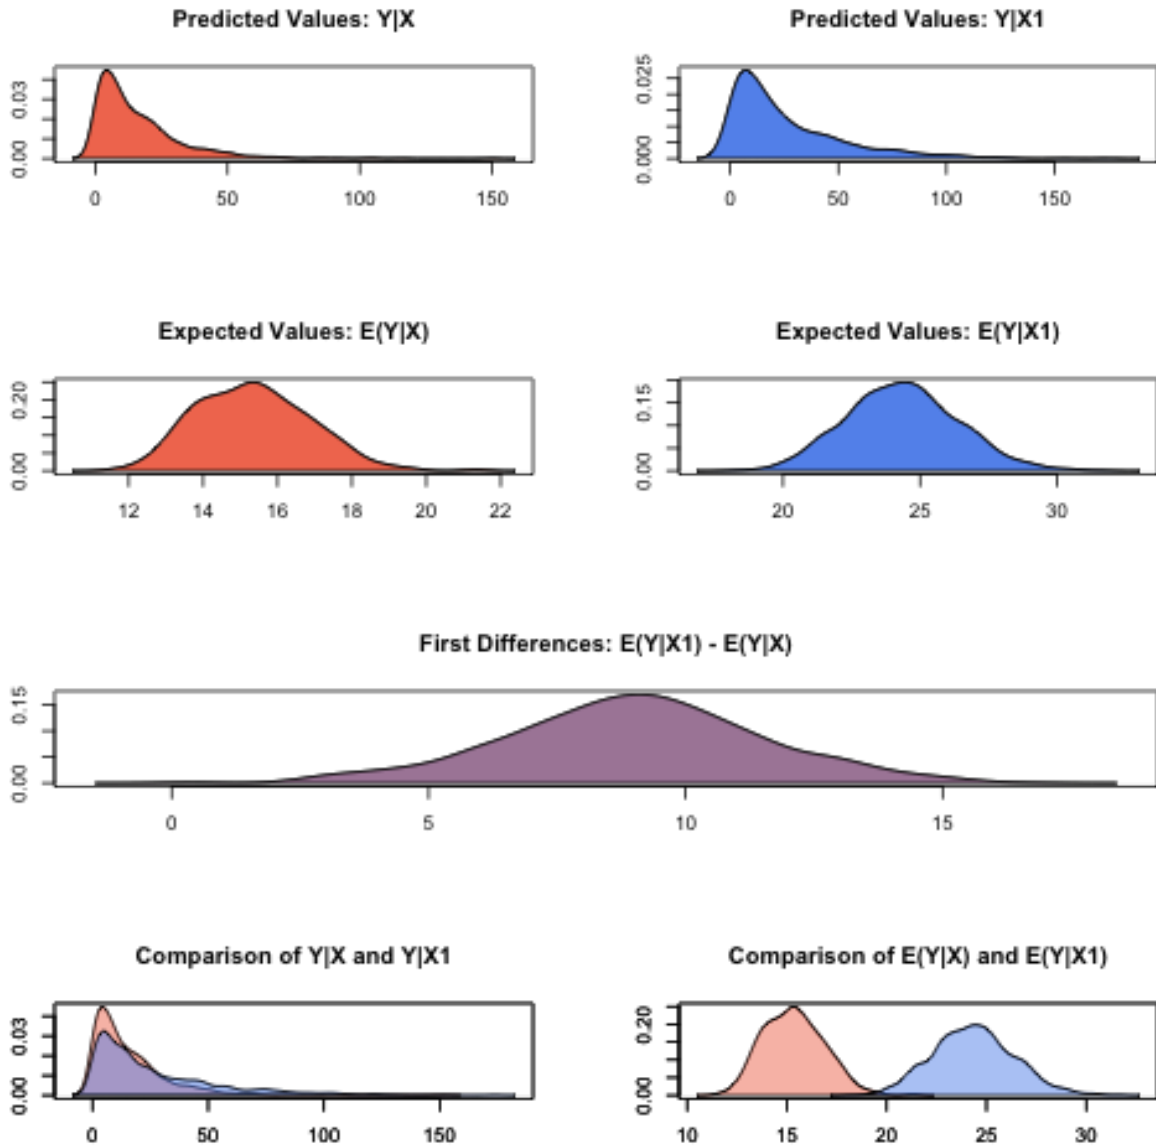 Predicted Values: Y|X
0.00 0.03
0 50 100 150
Predicted Values: Y|X1
0.000 0.025
0 50 100 150
Expected Values: E(Y|X)
0.00 0.20
12 14 16 18 20 22
Expected Values: E(Y|X1)
0.00 0.15
20 25 30
First Differences: E(Y|X1) - E(Y|X)
0.00 0.15
0 5 10 15
Comparison of Y|X and Y|X1
0.00 0.03
0 50 100 150
Comparison of E(Y|X) and E(Y|X1)
0.00 0.20
10 15 20 25 30